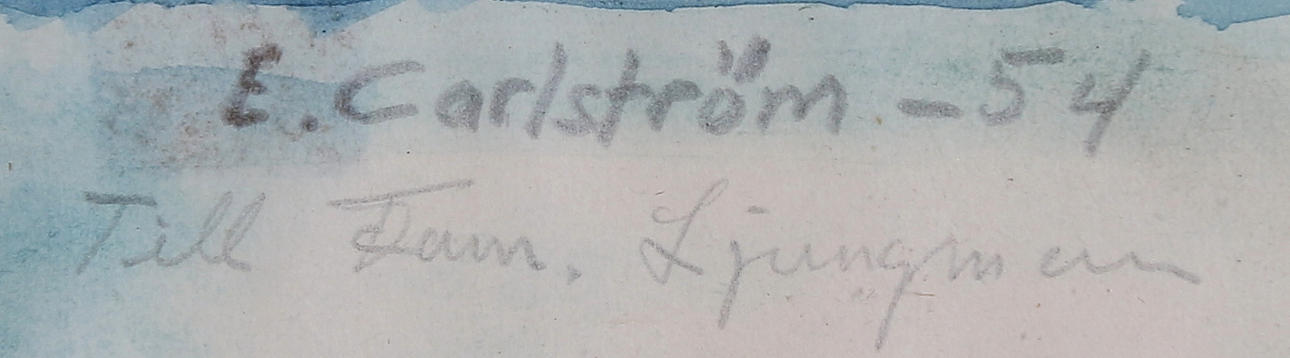 E. Carlström - 54
Till Fam. Ljungman